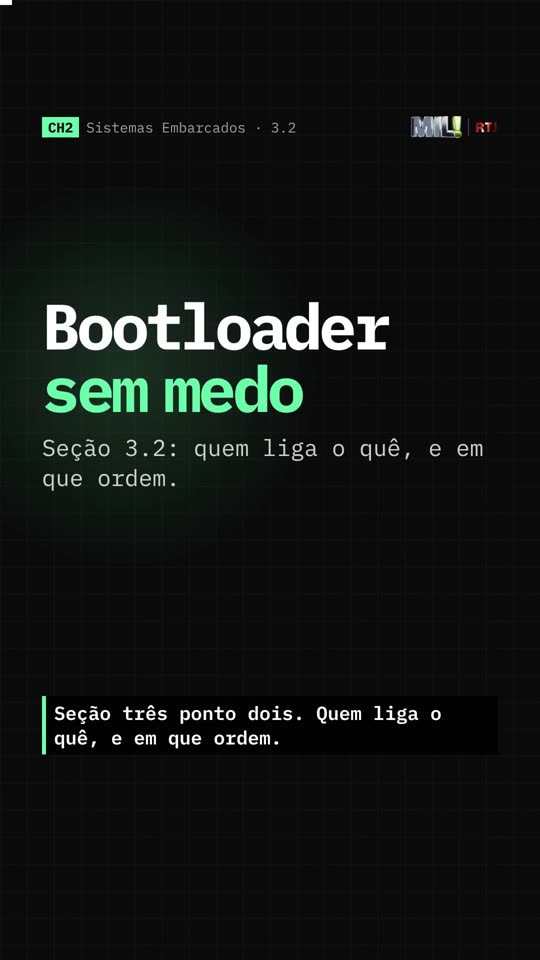 CH2 Sistemas Embarcados · 3.2
MIL!
Bootloader
sem medo
Seção 3.2: quem liga o quê, e em
que ordem.
Seção três ponto dois. Quem liga o
quê, e em que ordem.